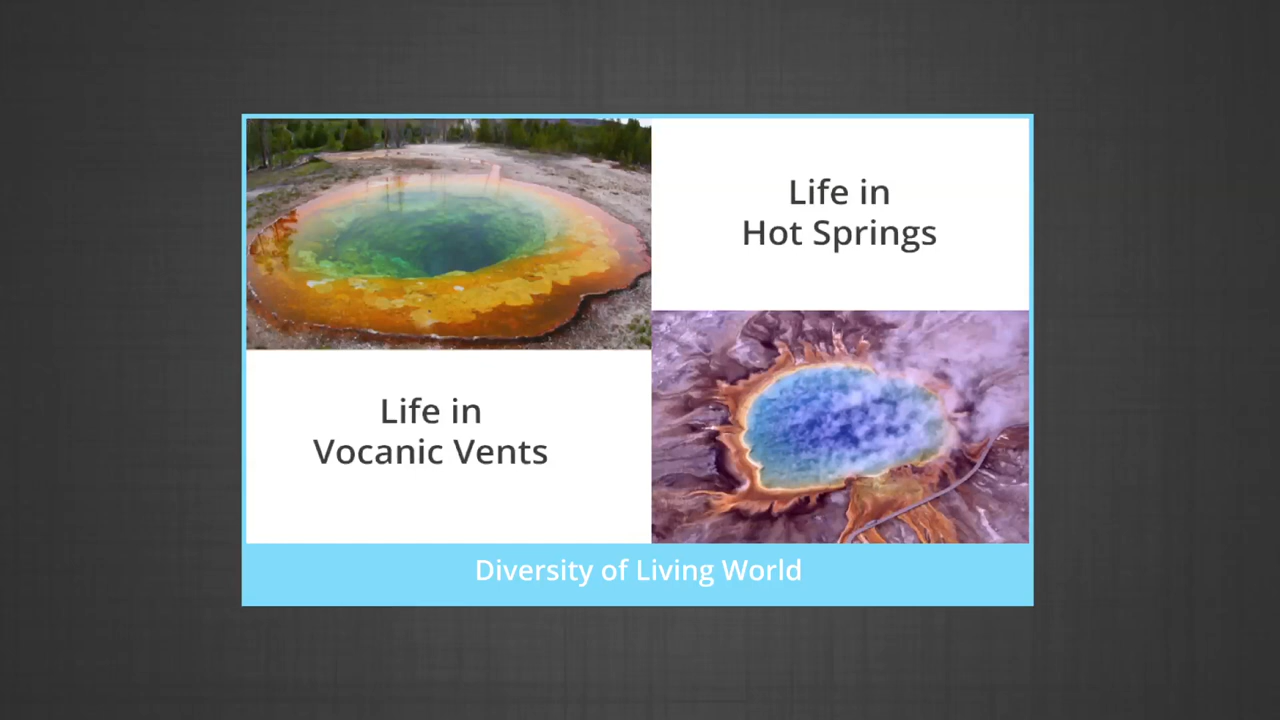 Life in
Hot Springs
Life in
Vocanic Vents
Diversity of Living World